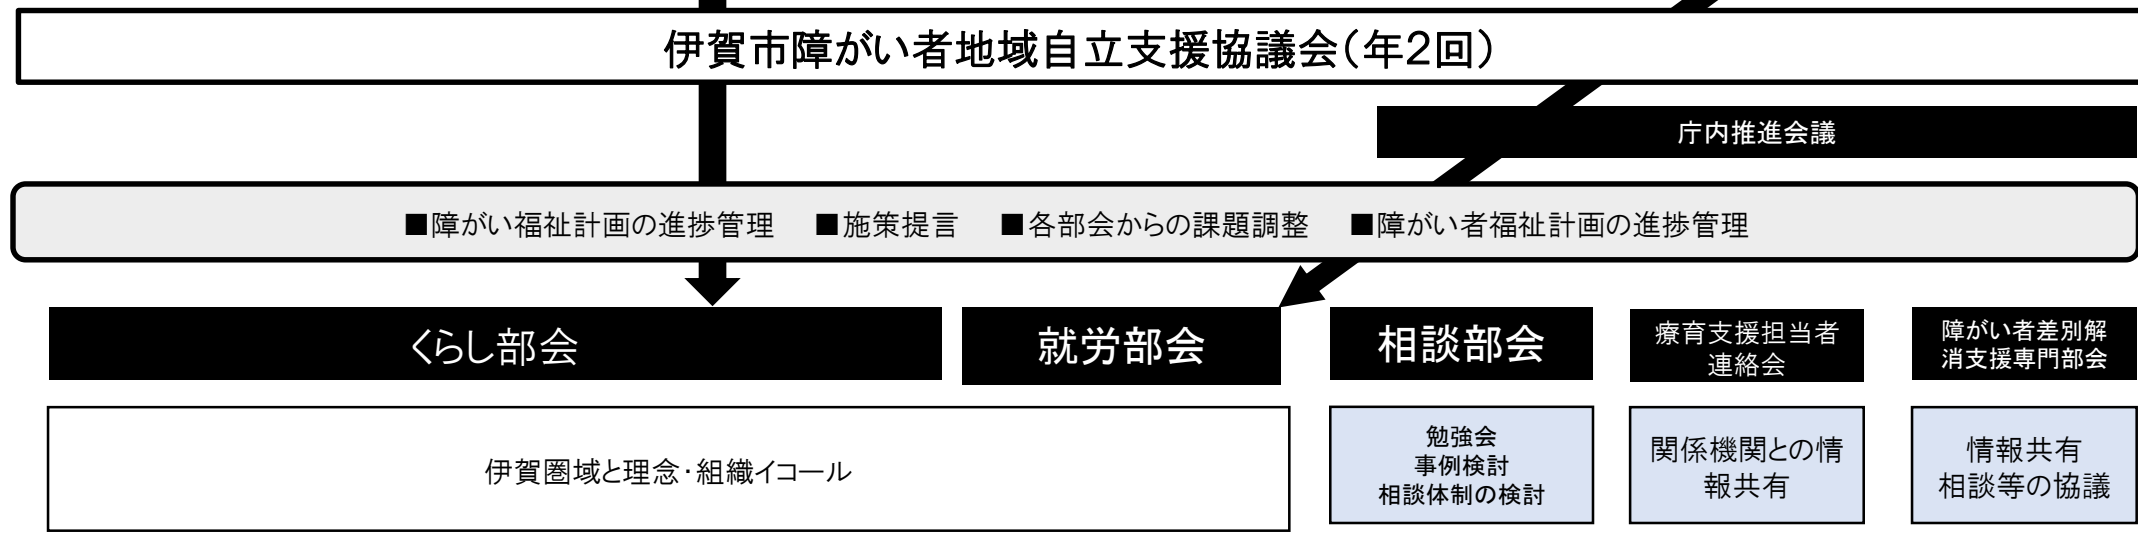 伊賀市障がい者地域自立支援協議会(年2回)
庁内推進会議
■障がい福祉計画の進捗管理 ■施策提言 ■各部会からの課題調整 ■障がい者福祉計画の進捗管理
くらし部会
就労部会
相談部会
療育支援担当者
連絡会
障がい者差別解
消支援専門部会
伊賀圏域と理念・組織イコール
勉強会
事例検討
相談体制の検討
関係機関との情
報共有
情報共有
相談等の協議